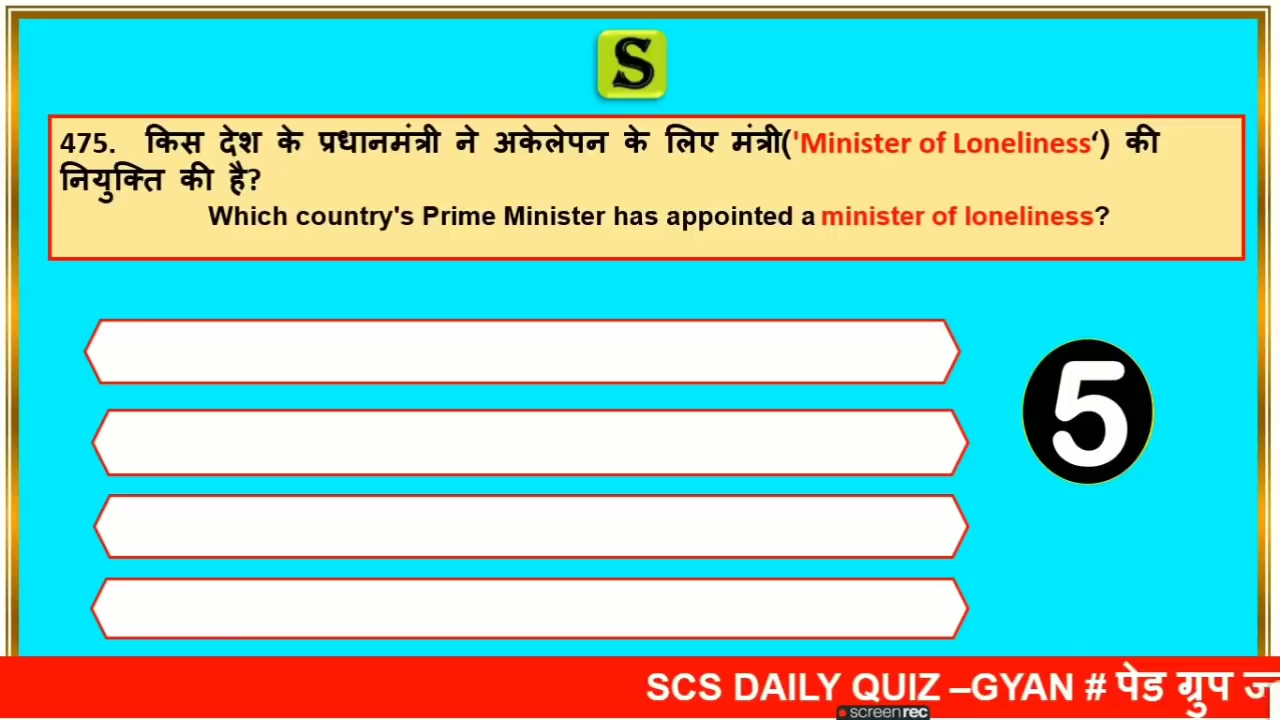 S
475. किस देश के प्रधानमंत्री ने अकेलेपन के लिए मंत्री('Minister of Loneliness‘) की
नियुक्ति की है?
Which country's Prime Minister has appointed a minister of loneliness?
5
SCS DAILY QUIZ –GYAN # पेड ग्रुप
screenrec